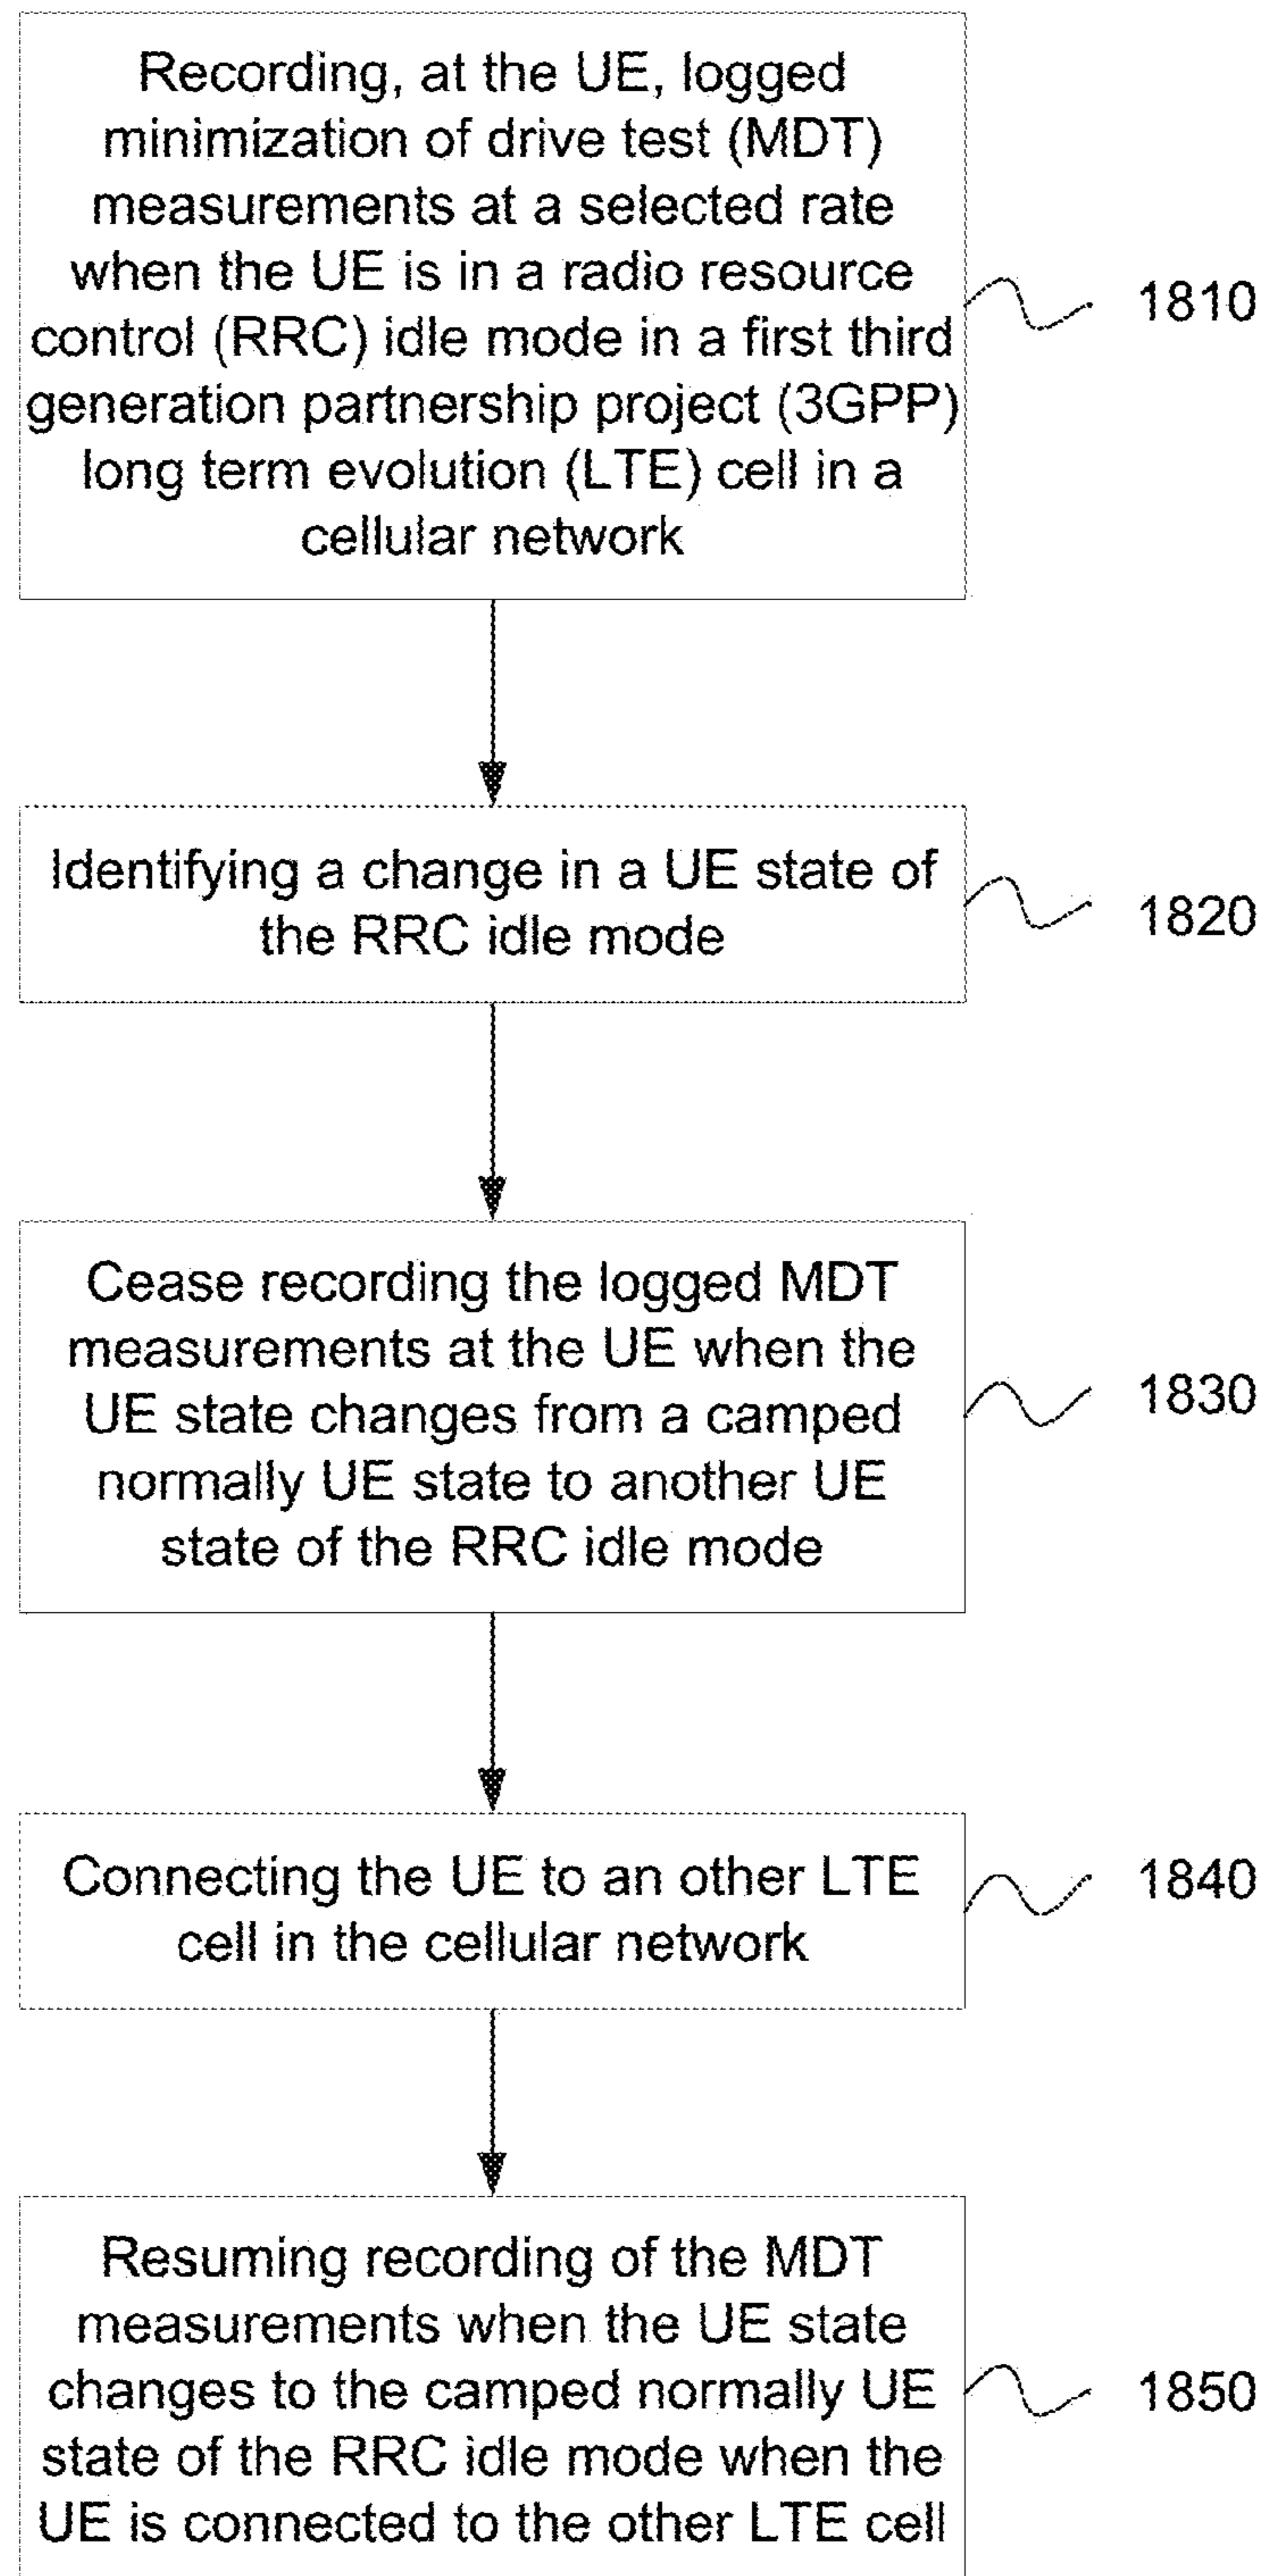 Recording, at the UE, logged
minimization of drive test (MDT)
measurements at a selected rate
when the UE is in a radio resource
control (RRC) idle mode in a first third
generation partnership project (3GPP)
long term evolution (LTE) cell in a
cellular network
1810
Identifying a change in a UE state of
the RRC idle mode
1820
Cease recording the logged MDT
measurements at the UE when the
UE state changes from a camped
normally UE state to another UE
state of the RRC idle mode
1830
Connecting the UE to an other LTE
cell in the cellular network
1840
Resuming recording of the MDT
measurements when the UE state
changes to the camped normally UE
state of the RRC idle mode when the
UE is connected to the other LTE cell
1850